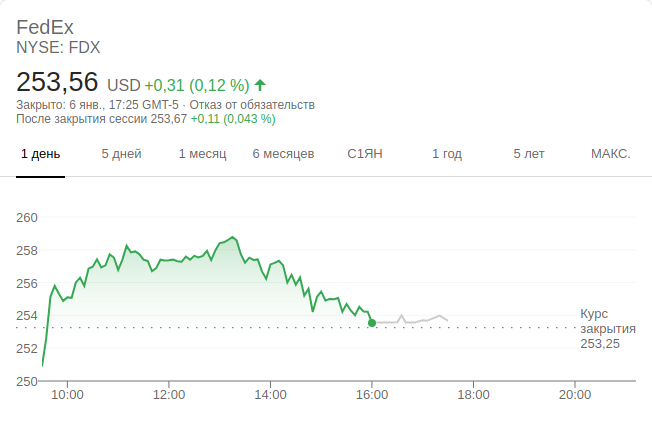 FedEx
NYSE: FDX
253,56 USD +0,31 (0,12 %)
Закрыто: 6 янв., 17:25 GMT-5 · Отказ от обязательств
После закрытия сессии 253,67 +0,11 (0,043 %)
1 день 5 дней 1 месяц 6 месяцев С1ЯН 1 год 5 лет МАКС.
260
258
256
254
252
250
Курс
закрытия
253,25
10:00 12:00 14:00 16:00 18:00 20:00